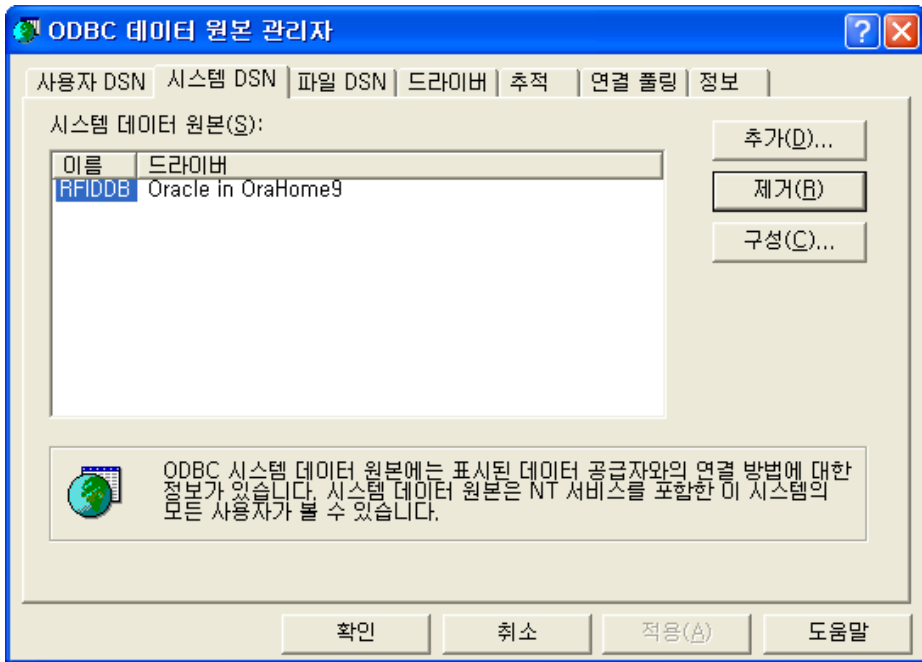 ODBC 데이터 원본 관리자
사용자 DSN 시스템 DSN 파일 DSN 드라이버 추적 연결 풀링 정보
시스템 데이터 원본(S):
추가(D)...
이름 드라이버
RFIDDB Oracle in OraHome9
제거(R)
구성(C)...
ODBC 시스템 데이터 원본에는 표시된 데이터 공급자와의 연결 방법에 대한
정보가 있습니다. 시스템 데이터 원본은 NT 서비스를 포함한 이 시스템의
모든 사용자가 볼 수 있습니다.
확인 취소 적용(A) 도움말